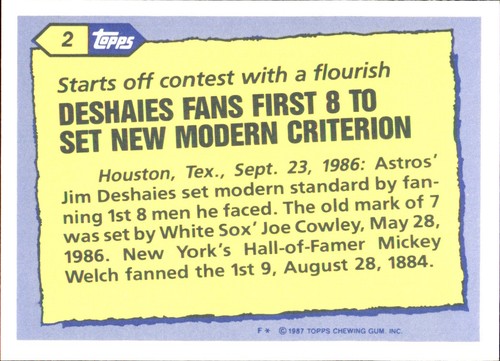 2 Topps
Starts off contest with a flourish
DESHAIES FANS FIRST 8 TO
SET NEW MODERN CRITERION
Houston, Tex., Sept. 23, 1986: Astros'
Jim Deshaies set modern standard by fan-
ning 1st 8 men he faced. The old mark of 7
was set by White Sox' Joe Cowley, May 28,
1986. New York's Hall-of-Famer Mickey
Welch fanned the 1st 9, August 28, 1884.
F* ©1987 TOPPS CHEWING GUM, INC.